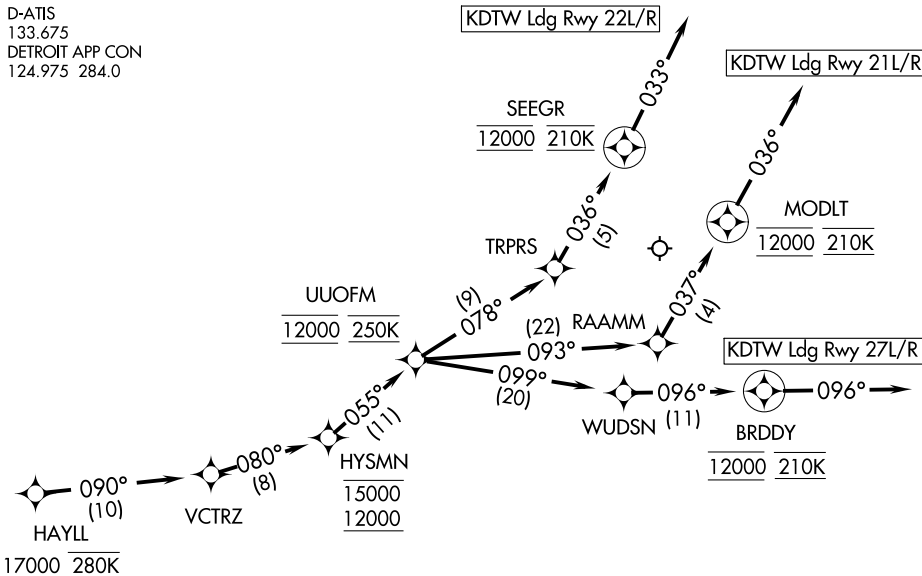 D-ATIS
133.675
DETROIT APP CON
124.975 284.0
KDTW Ldg Rwy 22L/R
033°
KDTW Ldg Rwy 21L/R
SEEGR
12000 210K
036°
036°
(5)
MODLT
12000 210K
TRPRS
037°
(4)
UUOFM
12000 250K
(9)
078°
(22)
093°
RAAMM
KDTW Ldg Rwy 27L/R
099°
(20)
WUDSN
096°
(11)
096°
BRDDY
12000 210K
055°
(11)
HYSMN
15000
12000
080°
(8)
VCTRZ
090°
(10)
HAYLL
17000 280K